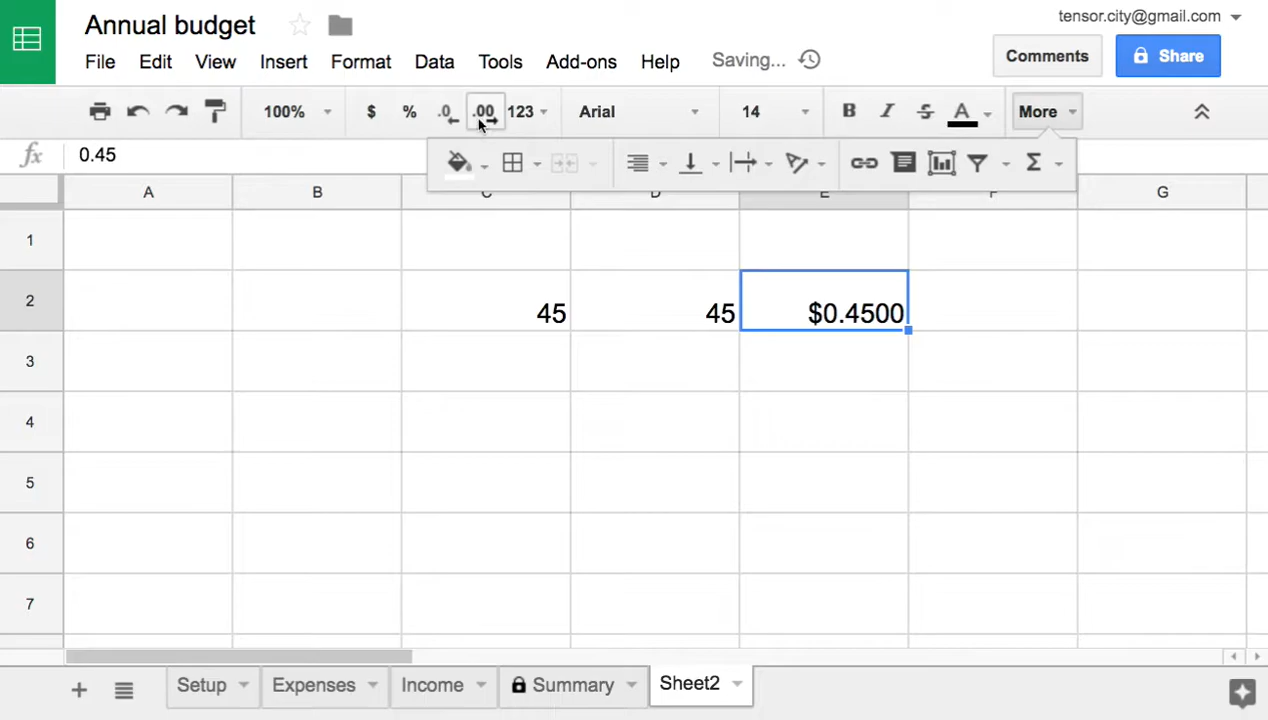 Annual budget
tensor.city@gmail.com
File Edit View Insert Format Data Tools Add-ons Help Saving...
Comments Share
100% $ % .0 .00 123 Arial 14 B I S A More
fx 0.45
Σ
A B C D E F G
1
2 45 45 $0.4500
3
4
5
6
7
+ Setup Expenses Income Summary Sheet2